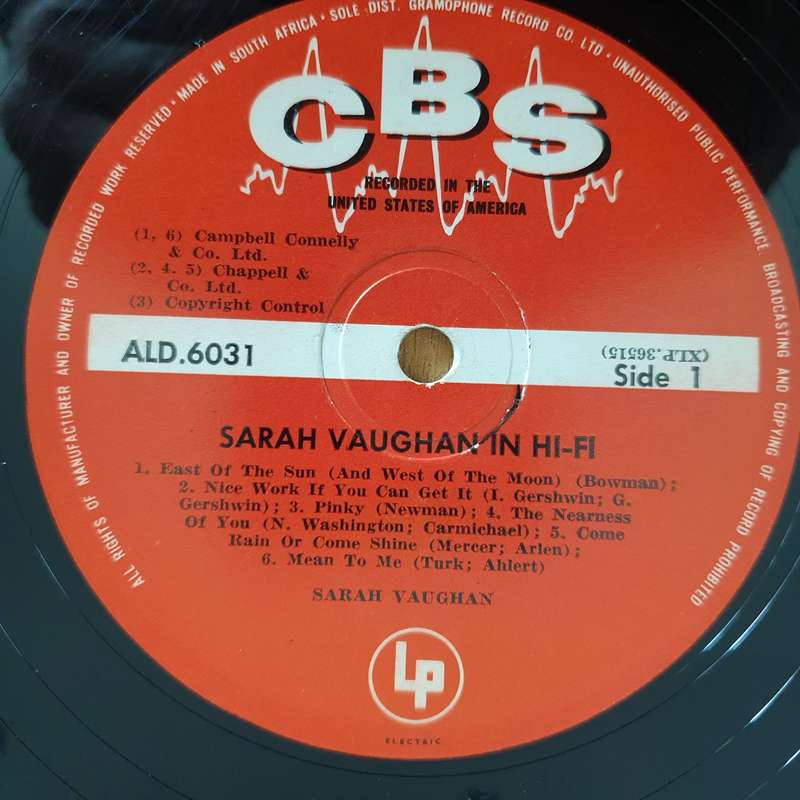 ALL RIGHTS OF MANUFACTURER AND OWNER OF RECORDED WORK RESERVED • MADE IN SOUTH AFRICA • SOLE DIST. GRAMOPHONE RECORD CO. LTD • UNAUTHORISED PUBLIC PERFORMANCE, BROADCASTING AND COPYING OF RECORD PROHIBITED
CBS
RECORDED IN THE
UNITED STATES OF AMERICA
(1, 6) Campbell Connelly
& Co. Ltd.
(2, 4. 5) Chappell &
Co. Ltd.
(3) Copyright Control
ALD.6031
(XLP.36515)
Side 1
SARAH VAUGHAN IN HI-FI
1. East Of The Sun (And West Of The Moon) (Bowman);
2. Nice Work If You Can Get It (I. Gershwin; G.
Gershwin); 3. Pinky (Newman); 4. The Nearness
Of You (N. Washington; Carmichael); 5. Come
Rain Or Come Shine (Mercer; Arlen);
6. Mean To Me (Turk; Ahlert)
SARAH VAUGHAN
LP
ELECTRIC